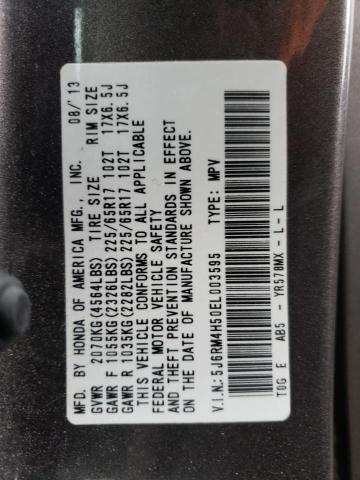 MFD. BY HONDA OF AMERICA MFG., INC. 08/'13
GVWR 2070KG(4564LBS) TIRE SIZE RIM SIZE
GAWR F 1055KG(2326LBS) 225/65R17 102T 17X6.5J
GAWR R 1035KG(2282LBS) 225/65R17 102T 17X6.5J
THIS VEHICLE CONFORMS TO ALL APPLICABLE
FEDERAL MOTOR VEHICLE SAFETY
AND THEFT PREVENTION STANDARDS IN EFFECT
ON THE DATE OF MANUFACTURE SHOWN ABOVE.
V.I.N.: 5J6RM4H50EL003595 TYPE: MPV
T0G E AB5 - YR578MX - L - L